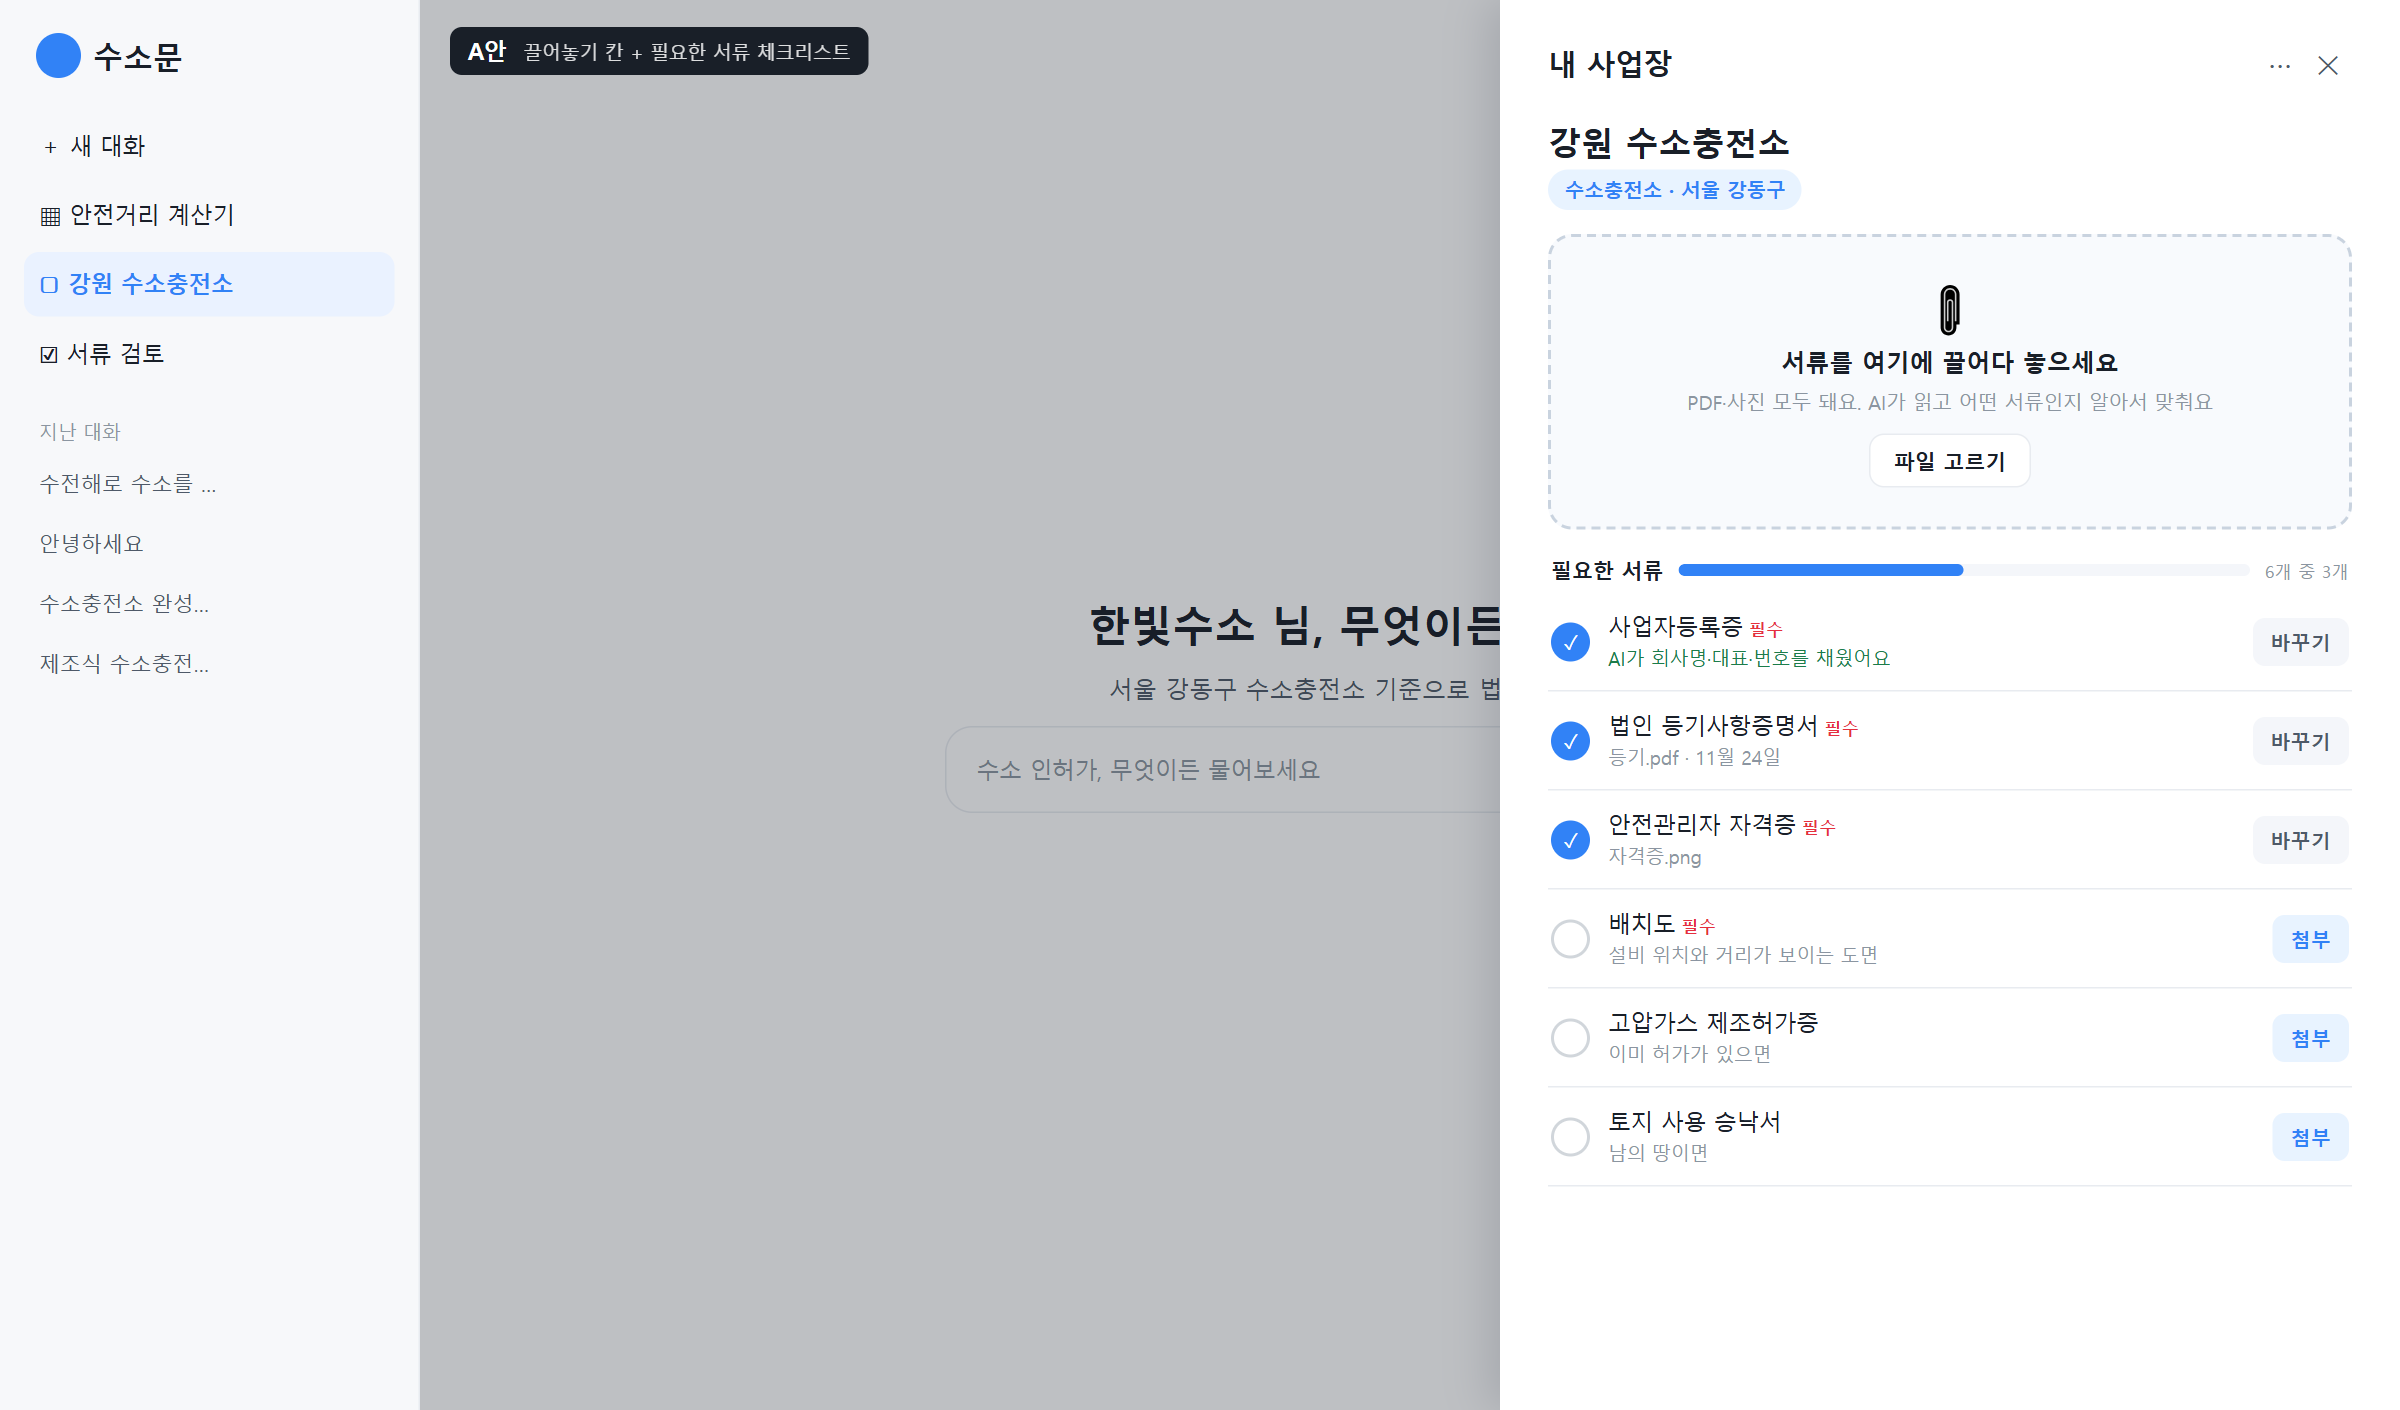 수소문
+ 새 대화
안전거리 계산기
강원 수소충전소
서류 검토
지난 대화
수전해로 수소를 ...
안녕하세요
수소충전소 완성...
제조식 수소충전...
A안 끌어놓기 칸 + 필요한 서류 체크리스트
한빛수소 님, 무엇이든
서울 강동구 수소충전소 기준으로 법
수소 인허가, 무엇이든 물어보세요
내 사업장
강원 수소충전소
수소충전소 · 서울 강동구
서류를 여기에 끌어다 놓으세요
PDF·사진 모두 돼요. AI가 읽고 어떤 서류인지 알아서 맞춰요
파일 고르기
필요한 서류 6개 중 3개
사업자등록증 필수
AI가 회사명·대표·번호를 채웠어요
바꾸기
법인 등기사항증명서 필수
등기.pdf · 11월 24일
바꾸기
안전관리자 자격증 필수
자격증.png
바꾸기
배치도 필수
설비 위치와 거리가 보이는 도면
첨부
고압가스 제조허가증
이미 허가가 있으면
첨부
토지 사용 승낙서
남의 땅이면
첨부